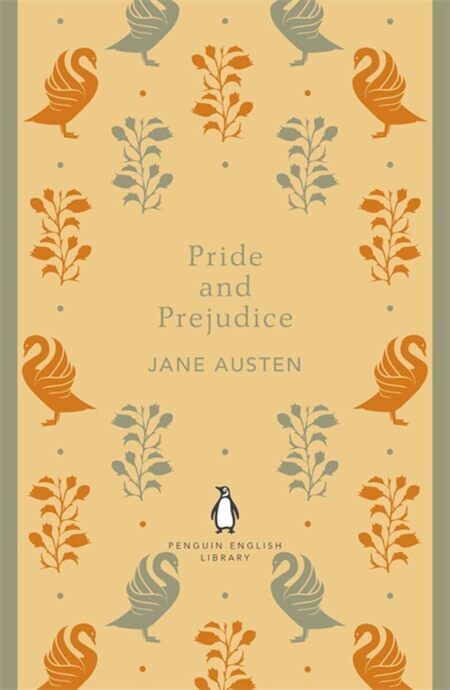 Pride
and
Prejudice
JANE AUSTEN
PENGUIN ENGLISH
LIBRARY